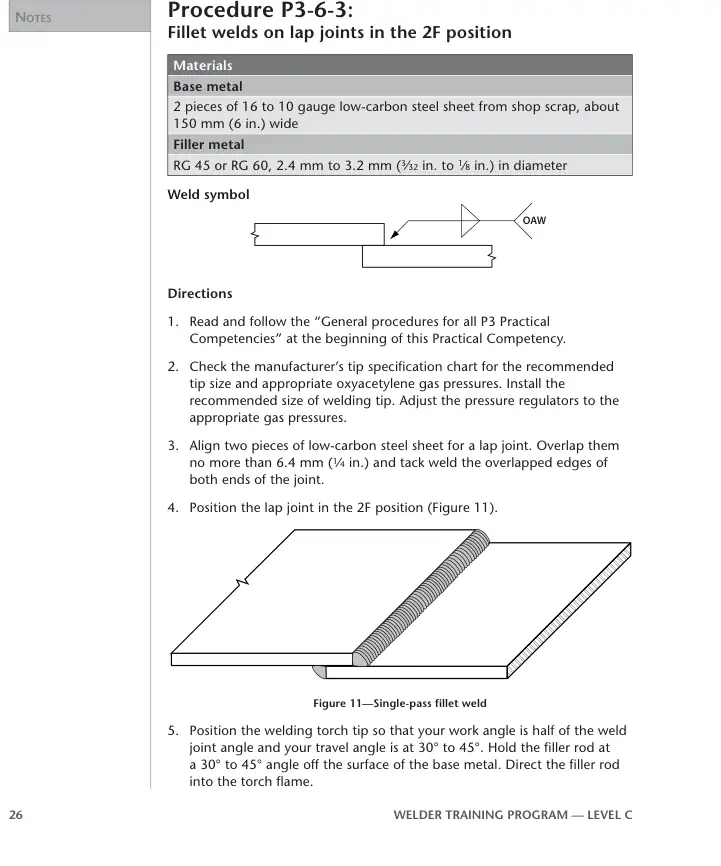 NOTES
Procedure P3-6-3:
Fillet welds on lap joints in the 2F position
Materials
Base metal
2 pieces of 16 to 10 gauge low-carbon steel sheet from shop scrap, about
150 mm (6 in.) wide
Filler metal
RG 45 or RG 60, 2.4 mm to 3.2 mm (3⁄32 in. to 1⁄8 in.) in diameter
Weld symbol
OAW
Directions
1. Read and follow the “General procedures for all P3 Practical
Competencies” at the beginning of this Practical Competency.
2. Check the manufacturer’s tip specification chart for the recommended
tip size and appropriate oxyacetylene gas pressures. Install the
recommended size of welding tip. Adjust the pressure regulators to the
appropriate gas pressures.
3. Align two pieces of low-carbon steel sheet for a lap joint. Overlap them
no more than 6.4 mm (1⁄4 in.) and tack weld the overlapped edges of
both ends of the joint.
4. Position the lap joint in the 2F position (Figure 11).
Figure 11—Single-pass fillet weld
5. Position the welding torch tip so that your work angle is half of the weld
joint angle and your travel angle is at 30° to 45°. Hold the filler rod at
a 30° to 45° angle off the surface of the base metal. Direct the filler rod
into the torch flame.
26
WELDER TRAINING PROGRAM — LEVEL C